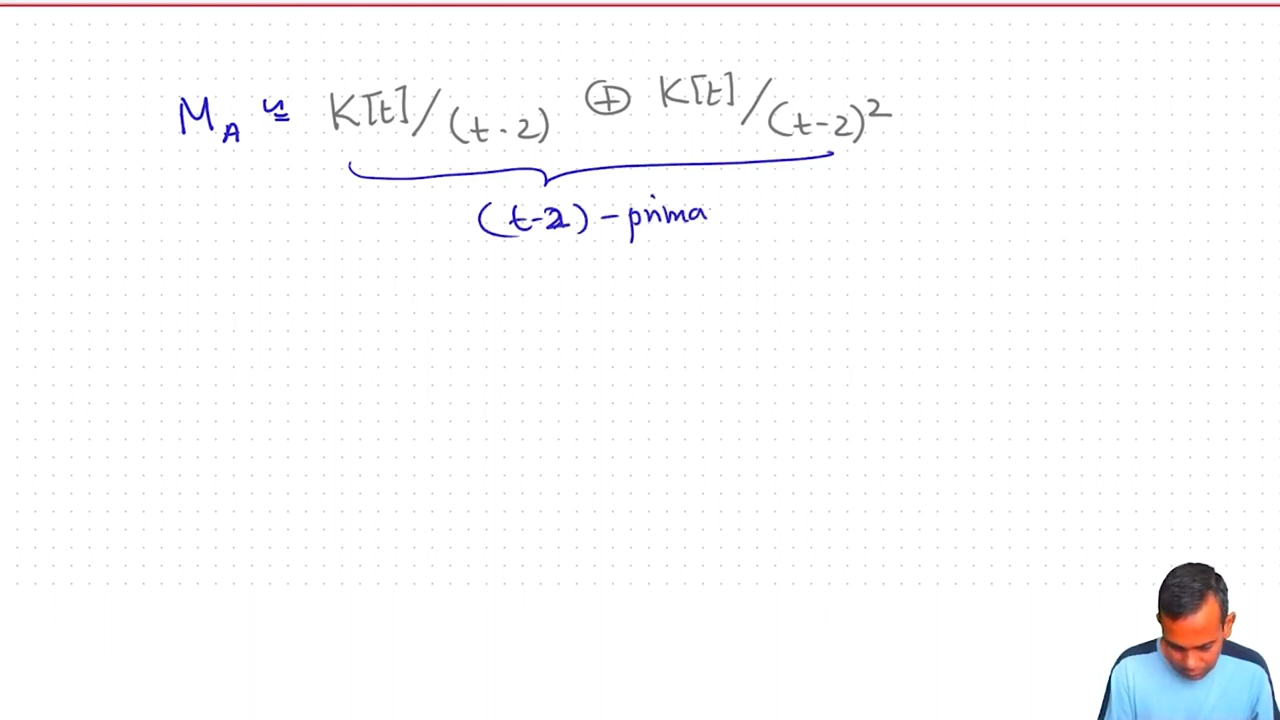 M_A ≅ K[t]/(t-2) ⊕ K[t]/(t-2)²
(t-2) - prima